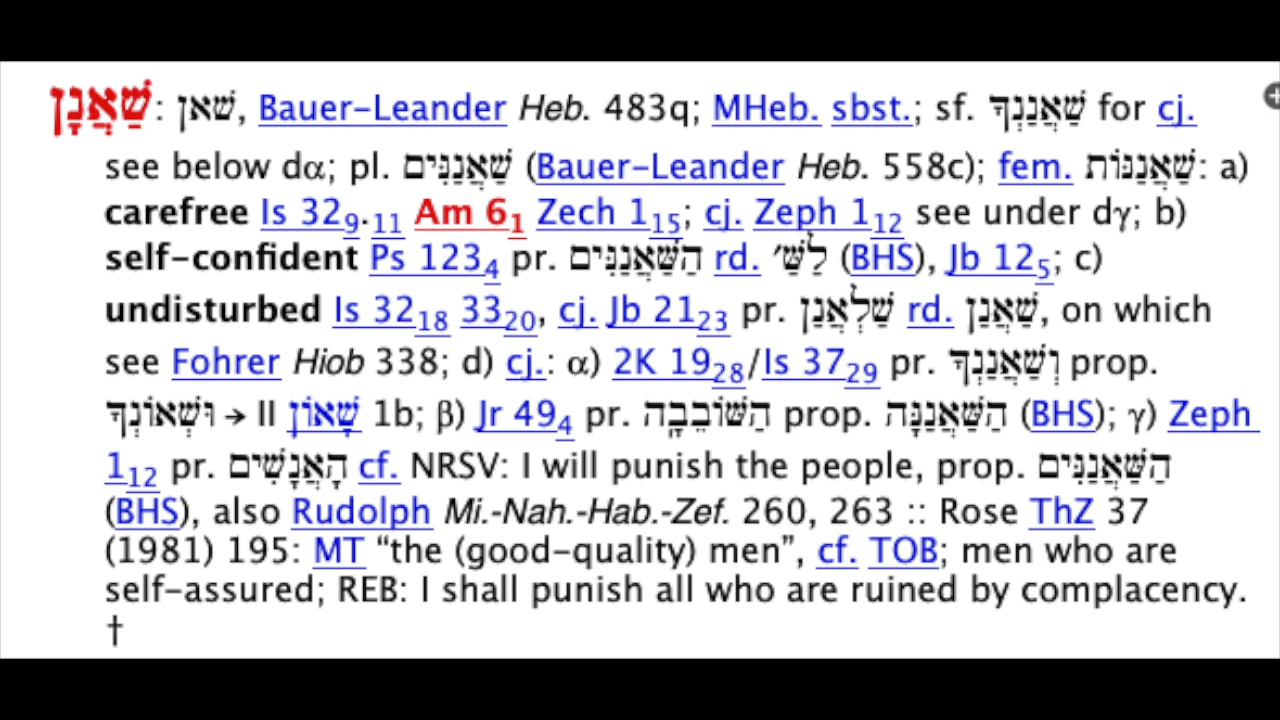 שַׁאֲנָן: שׁאן, Bauer–Leander Heb. 483q; MHeb. sbst.; sf. שַׁאֲנַנְךָ for cj.
see below dα; pl. שַׁאֲנַנִּים (Bauer–Leander Heb. 558c); fem. שַׁאֲנַנּוֹת: a)
carefree Is 32₉.₁₁ Am 6₁ Zech 1₁₅; cj. Zeph 1₁₂ see under dγ; b)
self–confident Ps 123₄ pr. הַשַּׁאֲנַנִּים rd. לַשַּׁ׳ (BHS), Jb 12₅; c)
undisturbed Is 32₁₈ 33₂₀, cj. Jb 21₂₃ pr. שַׁלְאֲנַן rd. שַׁאֲנַן, on which
see Fohrer Hiob 338; d) cj.: α) 2K 19₂₈/Is 37₂₉ pr. וְשַׁאֲנַנְךָ prop.
וּשְׁאוֹנְךָ → II שָׁאוֹן 1b; β) Jr 49₄ pr. הַשּׁוֹבֵבָה prop. הַשַּׁאֲנַנָּה (BHS); γ) Zeph
1₁₂ pr. הָאֲנָשִׁים cf. NRSV: I will punish the people, prop. הַשַּׁאֲנַנִּים
(BHS), also Rudolph Mi.-Nah.-Hab.-Zef. 260, 263 :: Rose ThZ 37
(1981) 195: MT “the (good–quality) men”, cf. TOB; men who are
self–assured; REB: I shall punish all who are ruined by complacency.
†